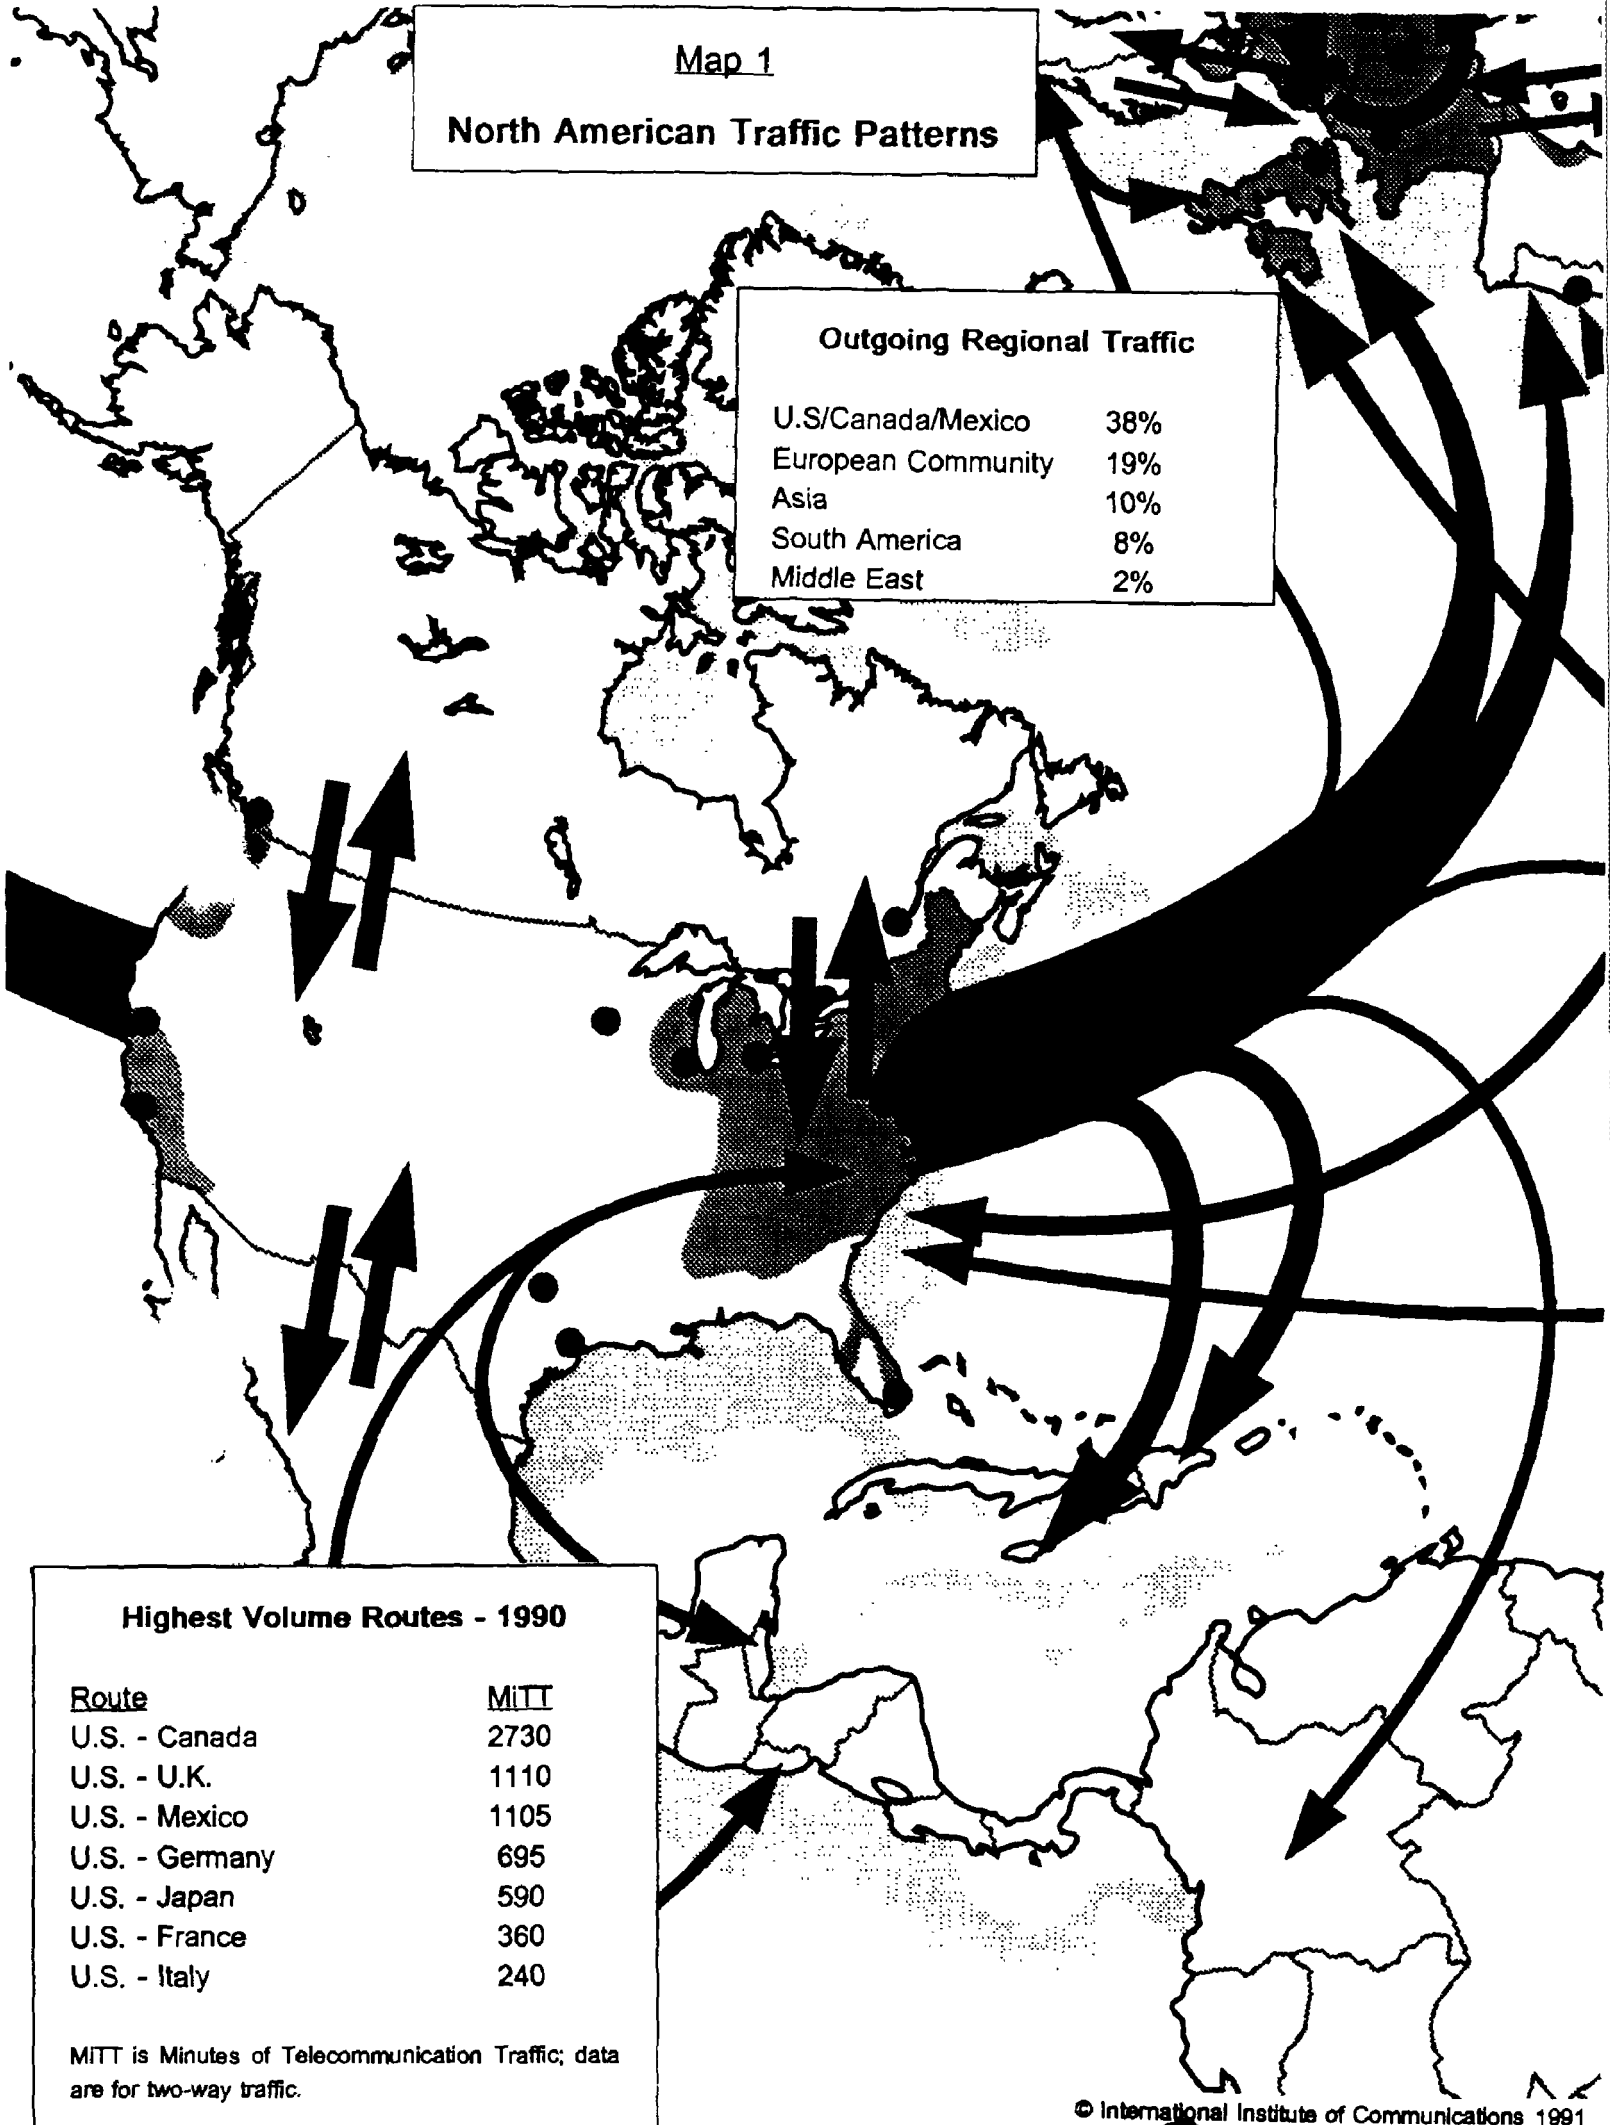 Map 1
North American Traffic Patterns
Outgoing Regional Traffic
U.S/Canada/Mexico 38%
European Community 19%
Asia 10%
South America 8%
Middle East 2%
Highest Volume Routes - 1990
Route MiTT
U.S. - Canada 2730
U.S. - U.K. 1110
U.S. - Mexico 1105
U.S. - Germany 695
U.S. - Japan 590
U.S. - France 360
U.S. - Italy 240
MiTT is Minutes of Telecommunication Traffic; data
are for two-way traffic.
© International Institute of Communications 1991